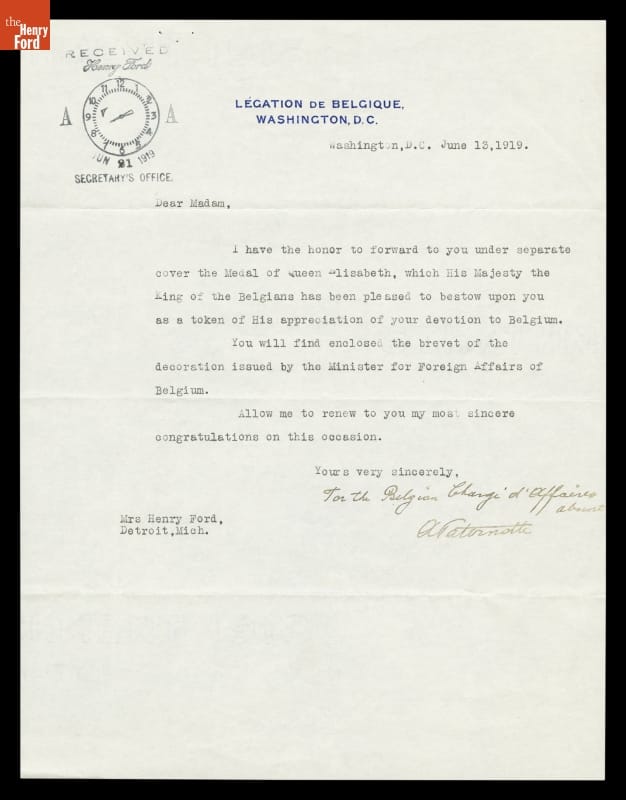 the
Henry
Ford
RECEIVED
Henry Ford
A A
JUN 21 1919
SECRETARY'S OFFICE.
LÉGATION DE BELGIQUE,
WASHINGTON, D.C.
Washington,D.C. June 13,1919.
Dear Madam,
I have the honor to forward to you under separate
cover the Medal of Queen Elisabeth, which His Majesty the
King of the Belgians has been pleased to bestow upon you
as a token of His appreciation of your devotion to Belgium.
You will find enclosed the brevet of the
decoration issued by the Minister for Foreign Affairs of
Belgium.
Allow me to renew to you my most sincere
congratulations on this occasion.
Yours very sincerely,
For the Belgian Chargé d'Affaires
absent
APaternotte
Mrs Henry Ford,
Detroit,Mich.